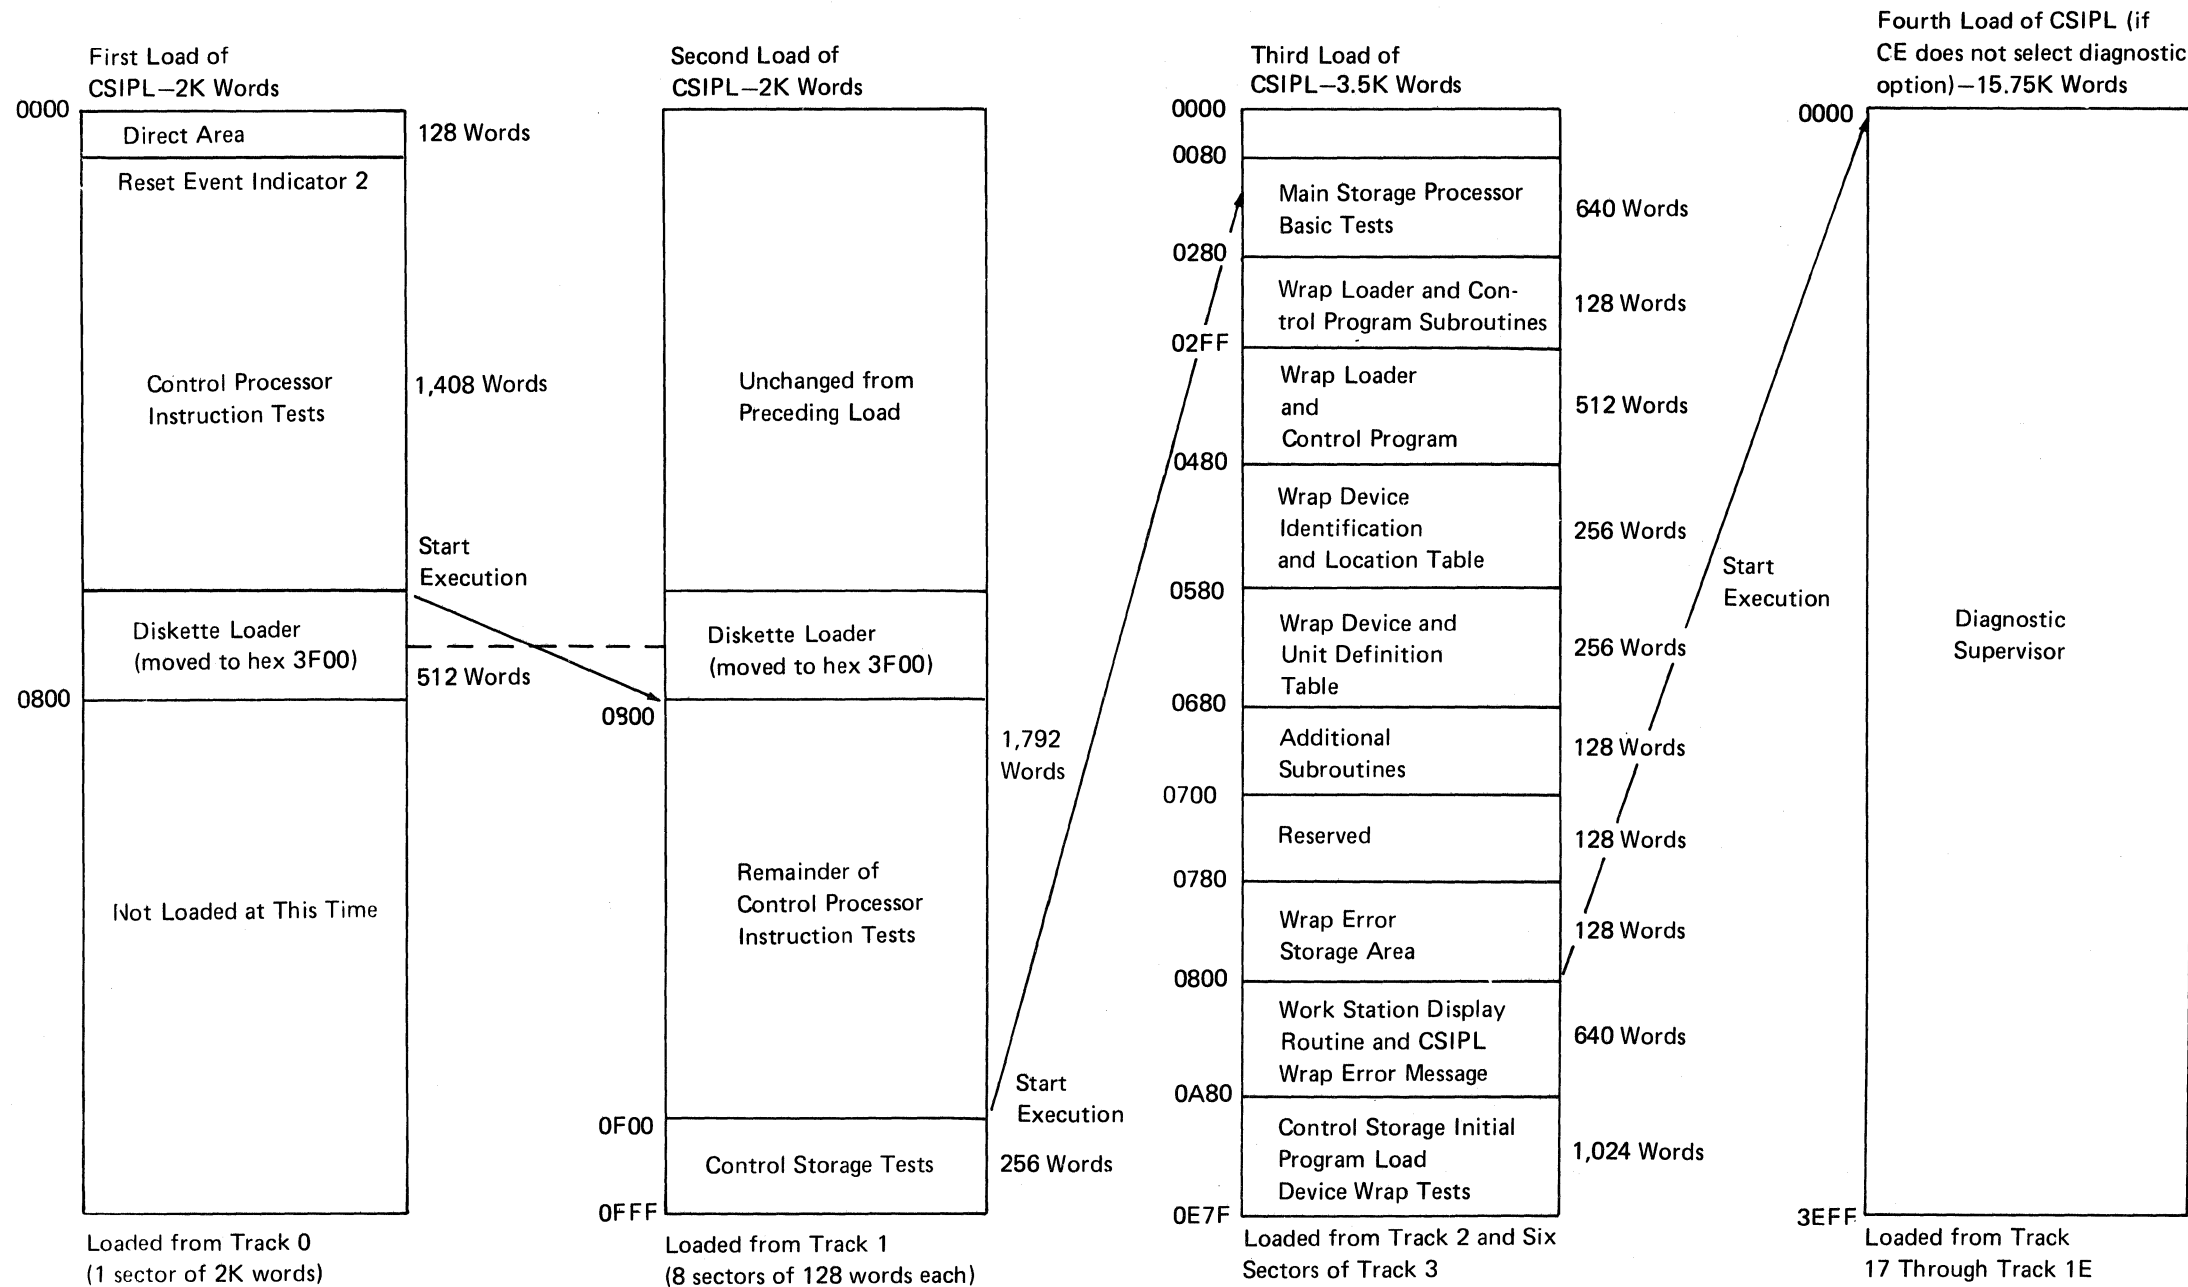 First Load of
CSIPL—2K Words
0000
Direct Area
128 Words
Reset Event Indicator 2
Control Processor
Instruction Tests
1,408 Words
Start
Execution
Diskette Loader
(moved to hex 3F00)
512 Words
0800
Not Loaded at This Time
Loaded from Track 0
(1 sector of 2K words)
Second Load of
CSIPL—2K Words
Unchanged from
Preceding Load
Diskette Loader
(moved to hex 3F00)
0800
1,792
Words
Remainder of
Control Processor
Instruction Tests
Start
Execution
0F00
Control Storage Tests
256 Words
0FFF
Loaded from Track 1
(8 sectors of 128 words each)
Third Load of
CSIPL—3.5K Words
0000
0080
Main Storage Processor
Basic Tests
640 Words
0280
Wrap Loader and Con-
trol Program Subroutines
128 Words
02FF
Wrap Loader
and
Control Program
512 Words
0480
Wrap Device
Identification
and Location Table
256 Words
0580
Wrap Device and
Unit Definition
Table
256 Words
0680
Additional
Subroutines
128 Words
0700
Reserved
128 Words
0780
Wrap Error
Storage Area
128 Words
0800
Work Station Display
Routine and CSIPL
Wrap Error Message
640 Words
0A80
Control Storage Initial
Program Load
Device Wrap Tests
1,024 Words
0E7F
Loaded from Track 2 and Six
Sectors of Track 3
Fourth Load of CSIPL (if
CE does not select diagnostic
option)—15.75K Words
0000
Start
Execution
Diagnostic
Supervisor
3EFF
Loaded from Track
17 Through Track 1E